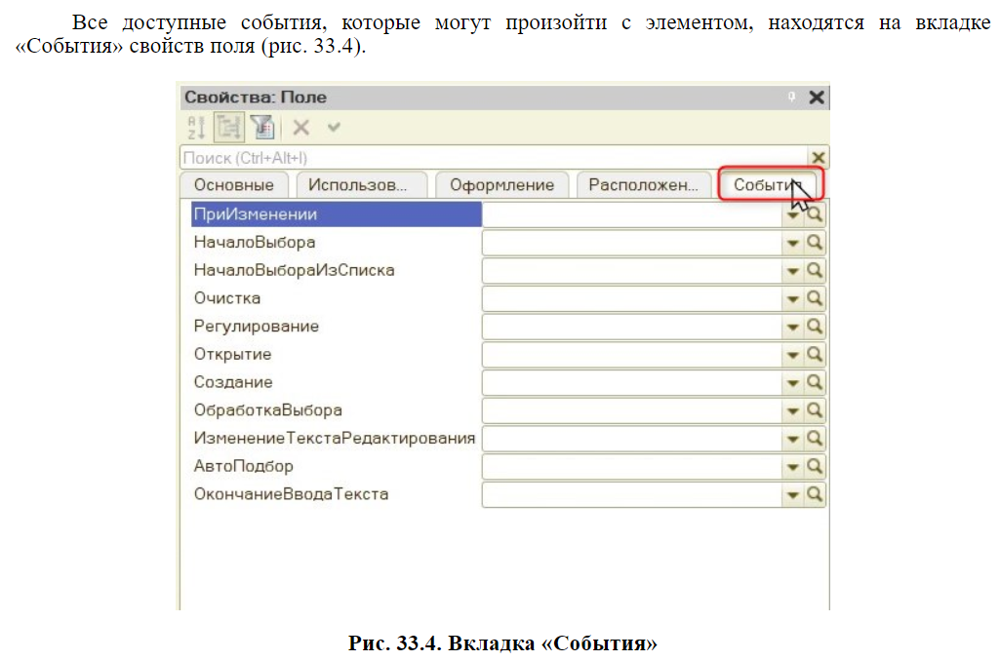 Все доступные события, которые могут произойти с элементом, находятся на вкладке
«События» свойств поля (рис. 33.4).
Свойства: Поле
Поиск (Ctrl+Alt+I)
Основные Использов... Оформление Расположен... События
ПриИзменении
НачалоВыбора
НачалоВыбораИзСписка
Очистка
Регулирование
Открытие
Создание
ОбработкаВыбора
ИзменениеТекстаРедактирования
АвтоПодбор
ОкончаниеВводаТекста
Рис. 33.4. Вкладка «События»